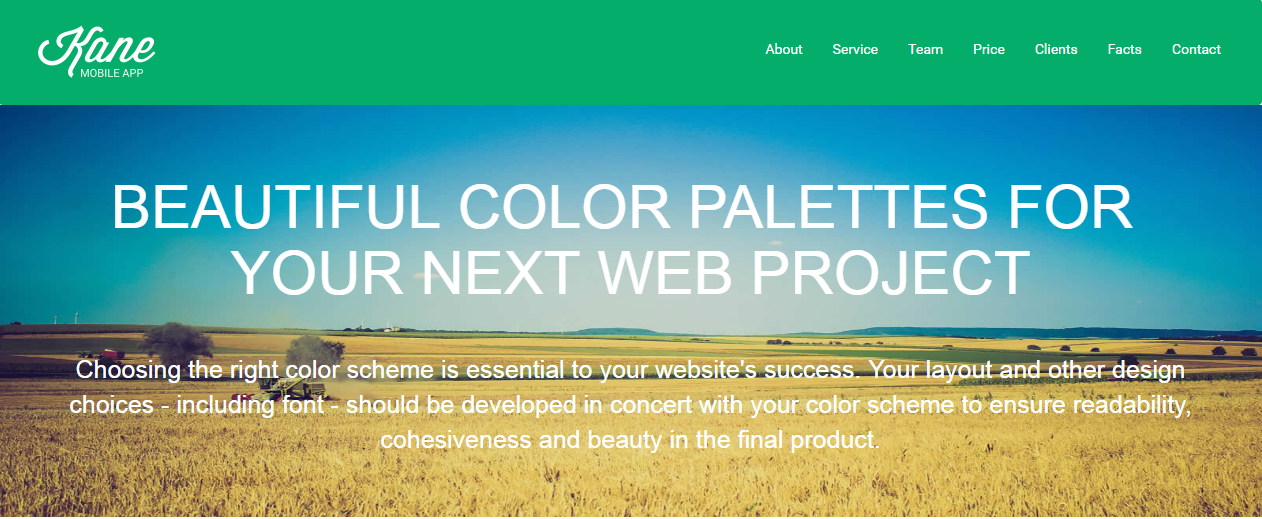 Kane
MOBILE APP
About Service Team Price Clients Facts Contact
BEAUTIFUL COLOR PALETTES FOR
YOUR NEXT WEB PROJECT
Choosing the right color scheme is essential to your website's success. Your layout and other design
choices - including font - should be developed in concert with your color scheme to ensure readability,
cohesiveness and beauty in the final product.